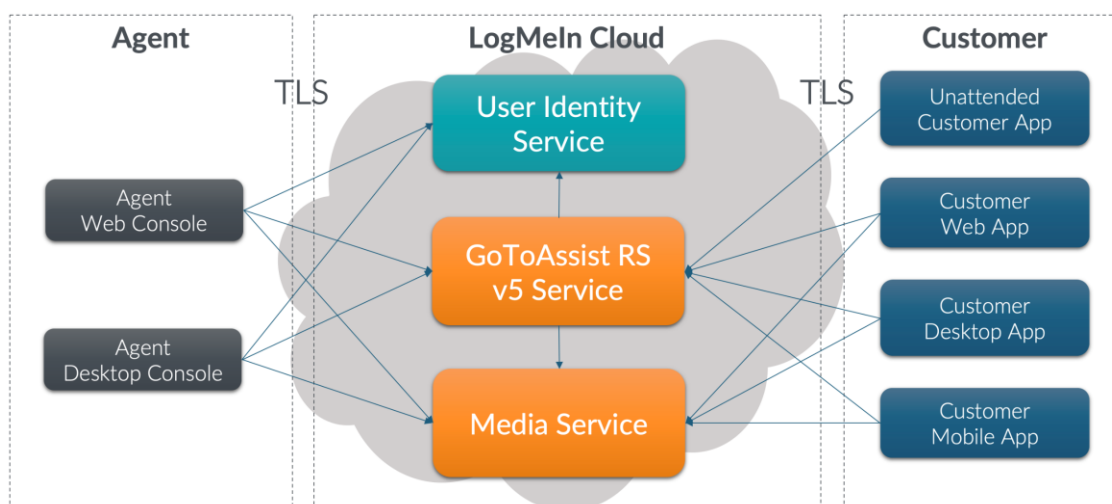 Agent
LogMeIn Cloud
Customer
TLS
TLS
User Identity
Service
Unattended
Customer App
Agent
Web Console
Customer
Web App
GoToAssist RS
v5 Service
Customer
Desktop App
Agent
Desktop Console
Media Service
Customer
Mobile App